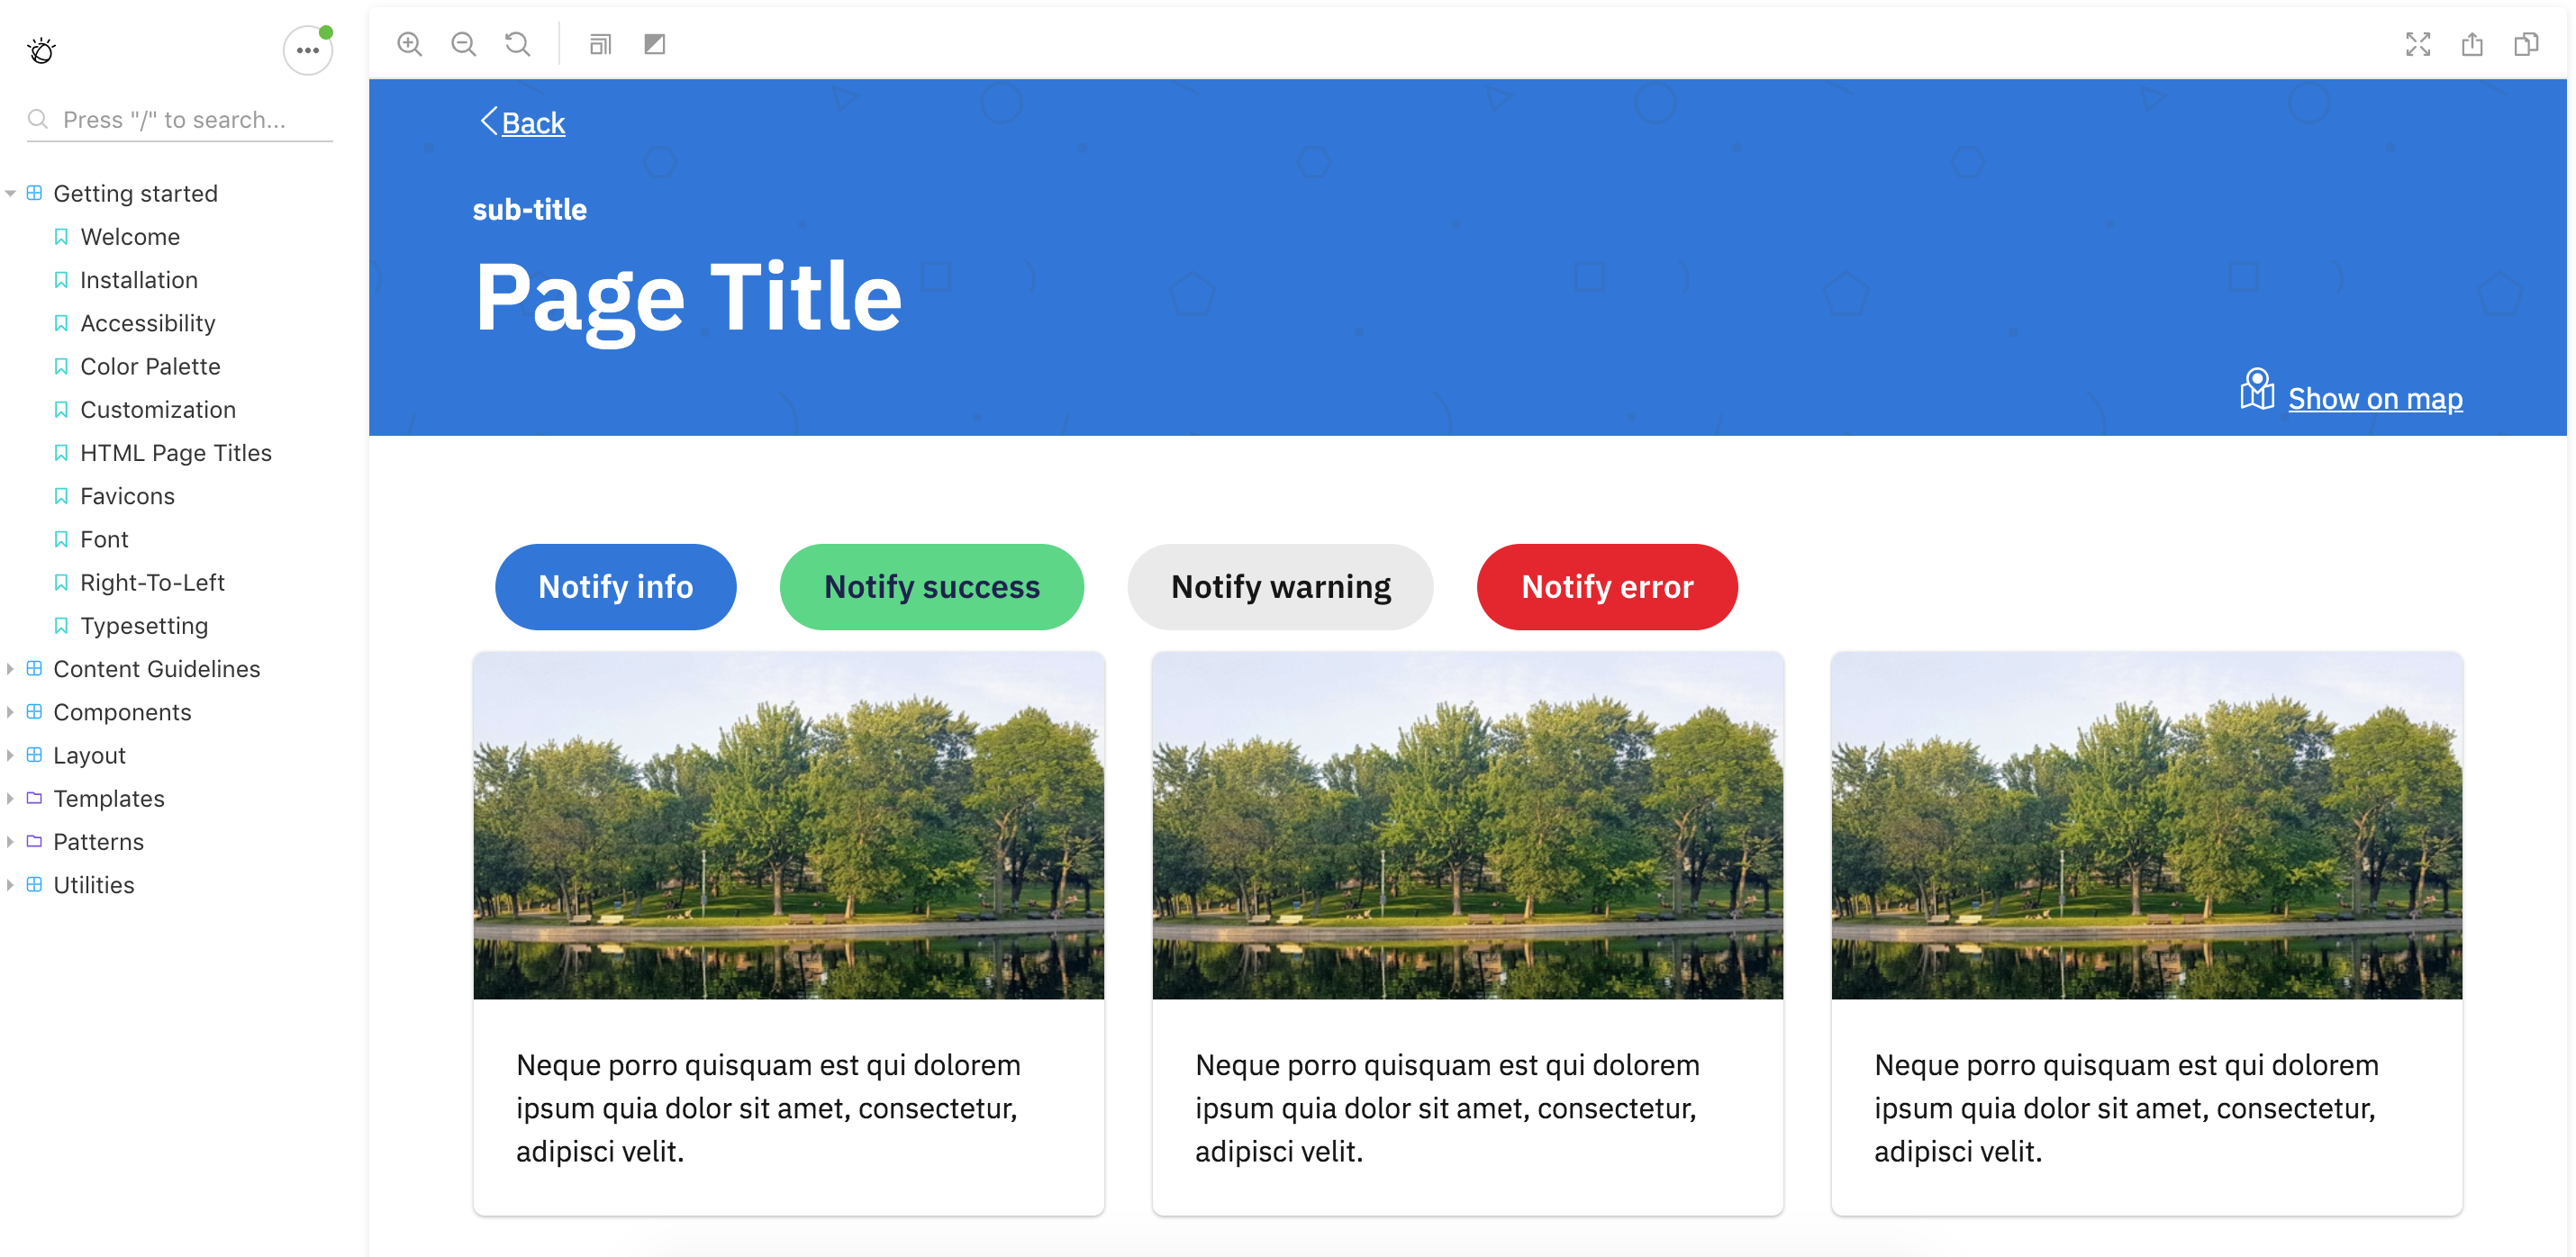 Press "/" to search...
Getting started
Welcome
Installation
Accessibility
Color Palette
Customization
HTML Page Titles
Favicons
Font
Right-To-Left
Typesetting
Content Guidelines
Components
Layout
Templates
Patterns
Utilities
Back
sub-title
Page Title
Show on map
Notify info
Notify success
Notify warning
Notify error
Neque porro quisquam est qui dolorem
ipsum quia dolor sit amet, consectetur,
adipisci velit.
Neque porro quisquam est qui dolorem
ipsum quia dolor sit amet, consectetur,
adipisci velit.
Neque porro quisquam est qui dolorem
ipsum quia dolor sit amet, consectetur,
adipisci velit.